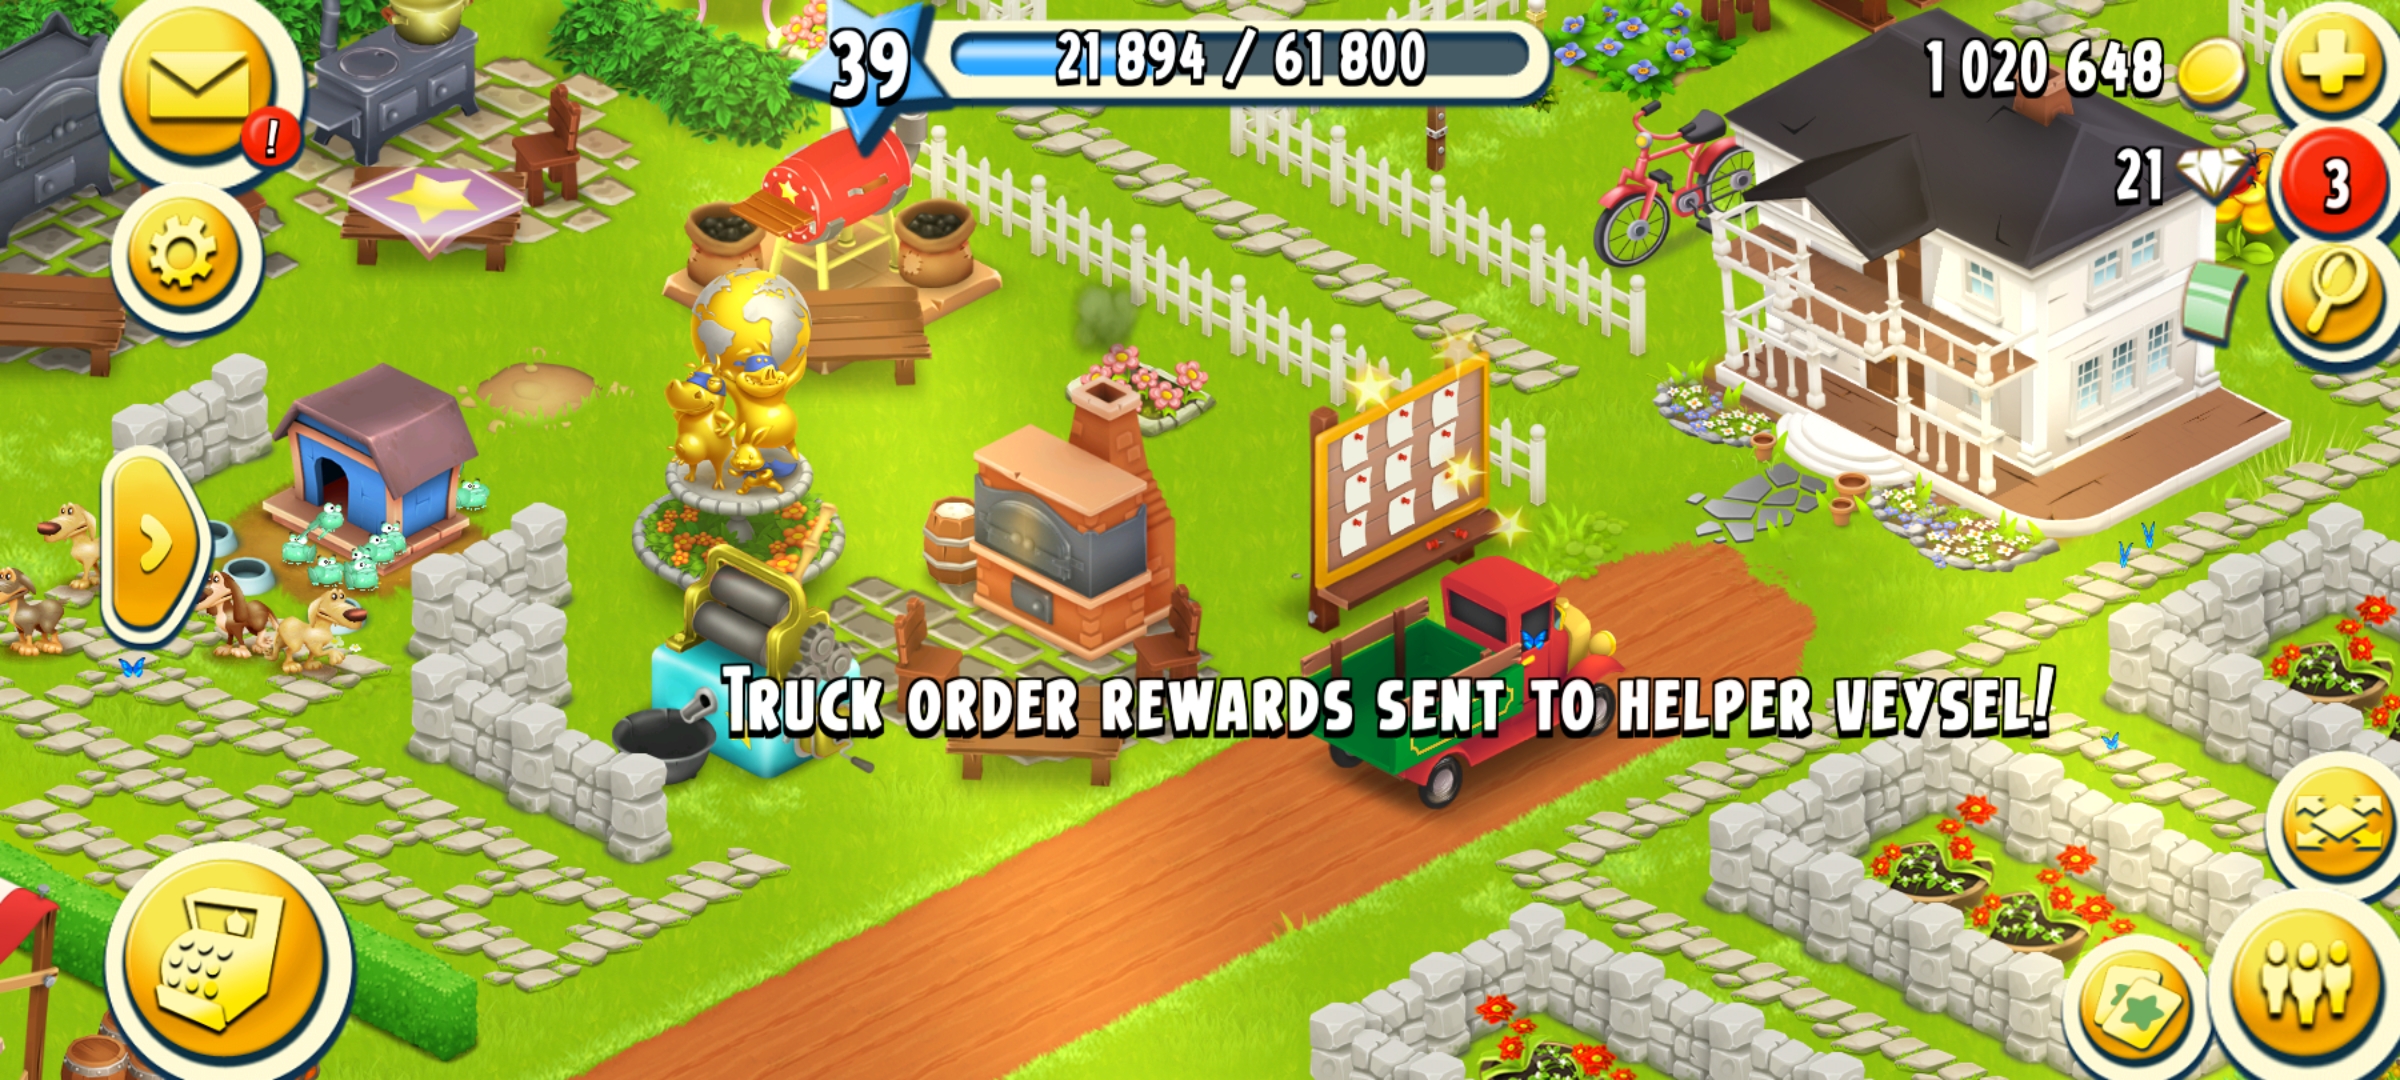 39
21 894 / 61 800
1 020 648
!
21
3
TRUCK ORDER REWARDS SENT TO HELPER VEYSEL!